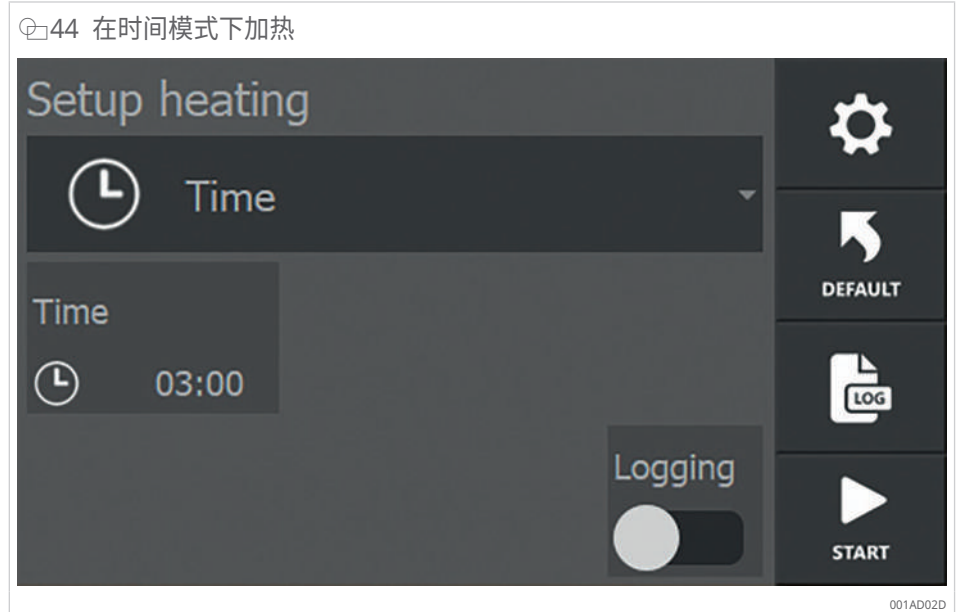 44 在时间模式下加热
Setup heating
Time
DEFAULT
Time
03:00
LOG
Logging
START
001AD02D